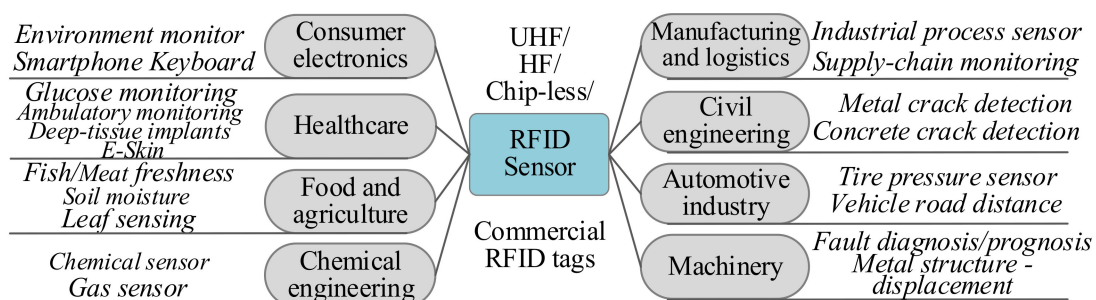 Environment monitor
Smartphone Keyboard
Consumer
electronics
Glucose monitoring
Ambulatory monitoring
Deep-tissue implants
E-Skin
Healthcare
Fish/Meat freshness
Soil moisture
Leaf sensing
Food and
agriculture
Chemical sensor
Gas sensor
Chemical
engineering
UHF/
HF/
Chip-less/
RFID
Sensor
Commercial
RFID tags
Manufacturing
and logistics
Industrial process sensor
Supply-chain monitoring
Civil
engineering
Metal crack detection
Concrete crack detection
Automotive
industry
Tire pressure sensor
Vehicle road distance
Machinery
Fault diagnosis/prognosis
Metal structure -
displacement